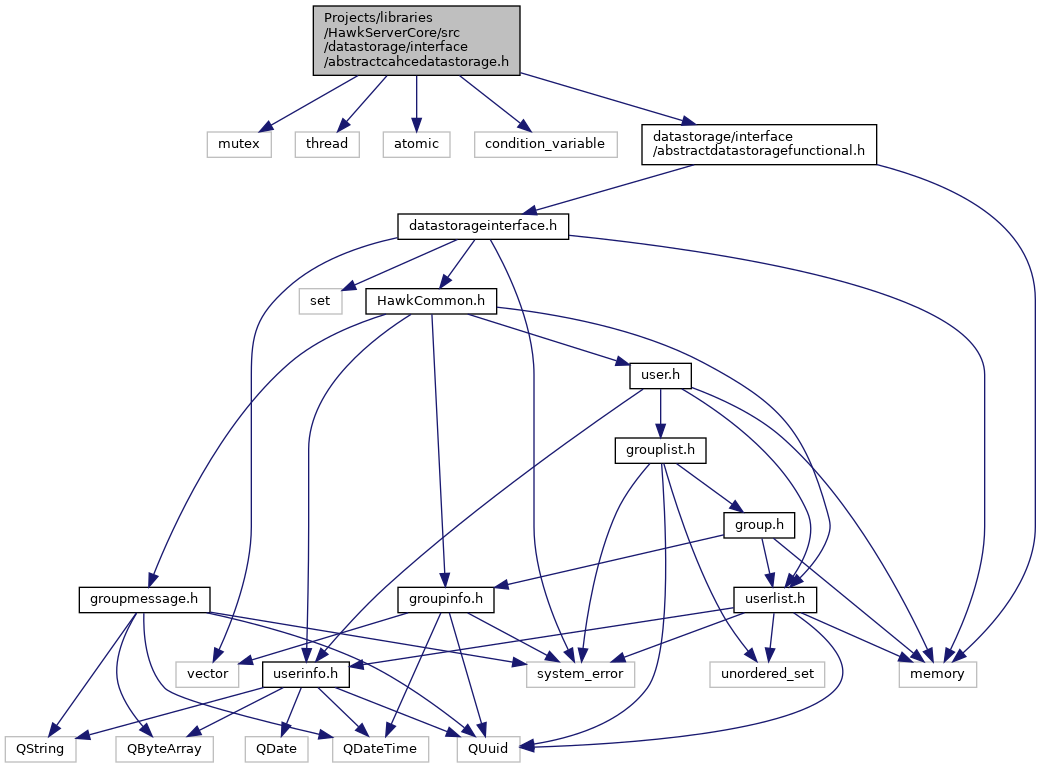 Projects/libraries
/HawkServerCore/src
/datastorage/interface
/abstractcahcedatastorage.h
mutex
thread
atomic
condition_variable
datastorage/interface
/abstractdatastoragefunctional.h
datastorageinterface.h
set
HawkCommon.h
user.h
grouplist.h
group.h
groupmessage.h
groupinfo.h
userlist.h
vector
userinfo.h
system_error
unordered_set
memory
QString
QByteArray
QDate
QDateTime
QUuid